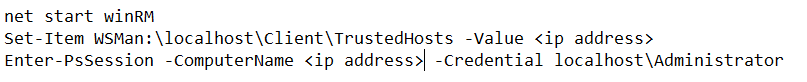 net start winRM
Set-Item WSMan:\localhost\Client\TrustedHosts -Value <ip address>
Enter-PsSession -ComputerName <ip address> -Credential localhost\Administrator